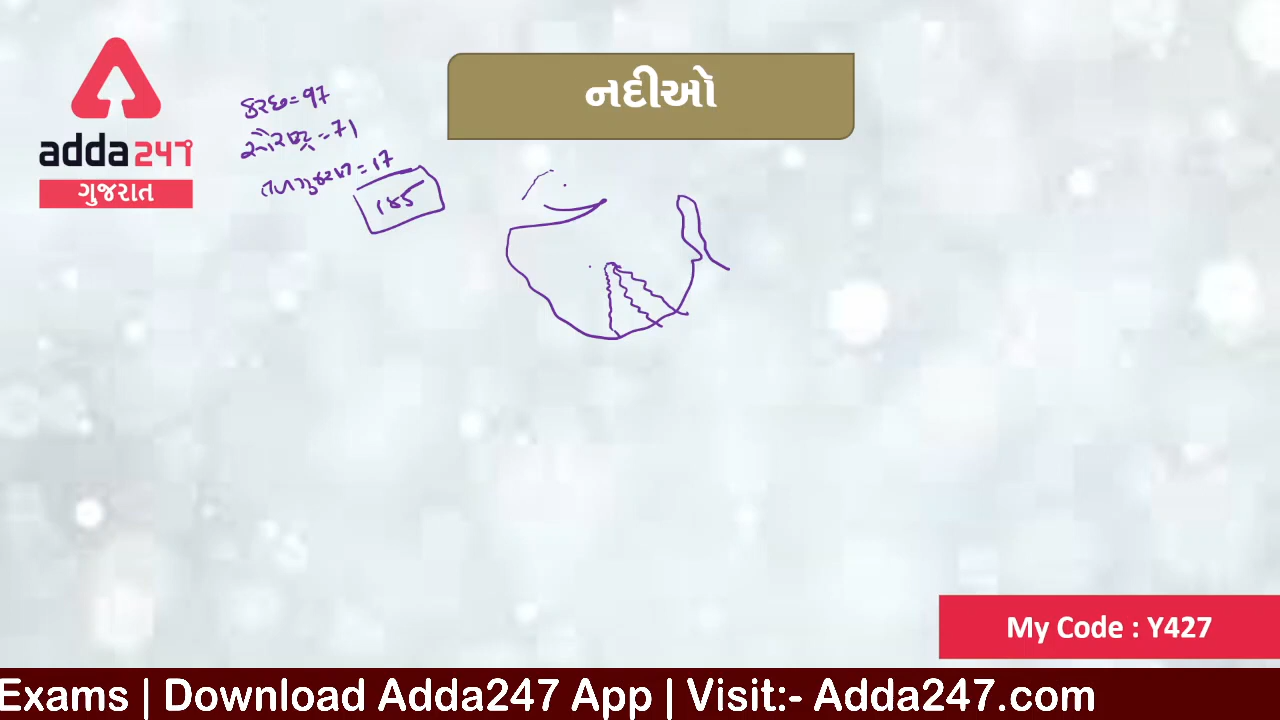 નદીઓ
adda247
ગુજરાત
કચ્છ = 97
સૌરાષ્ટ્ર = 71
તળગુજરાત = 17
185
My Code : Y427
Exams | Download Adda247 App | Visit:- Adda247.com